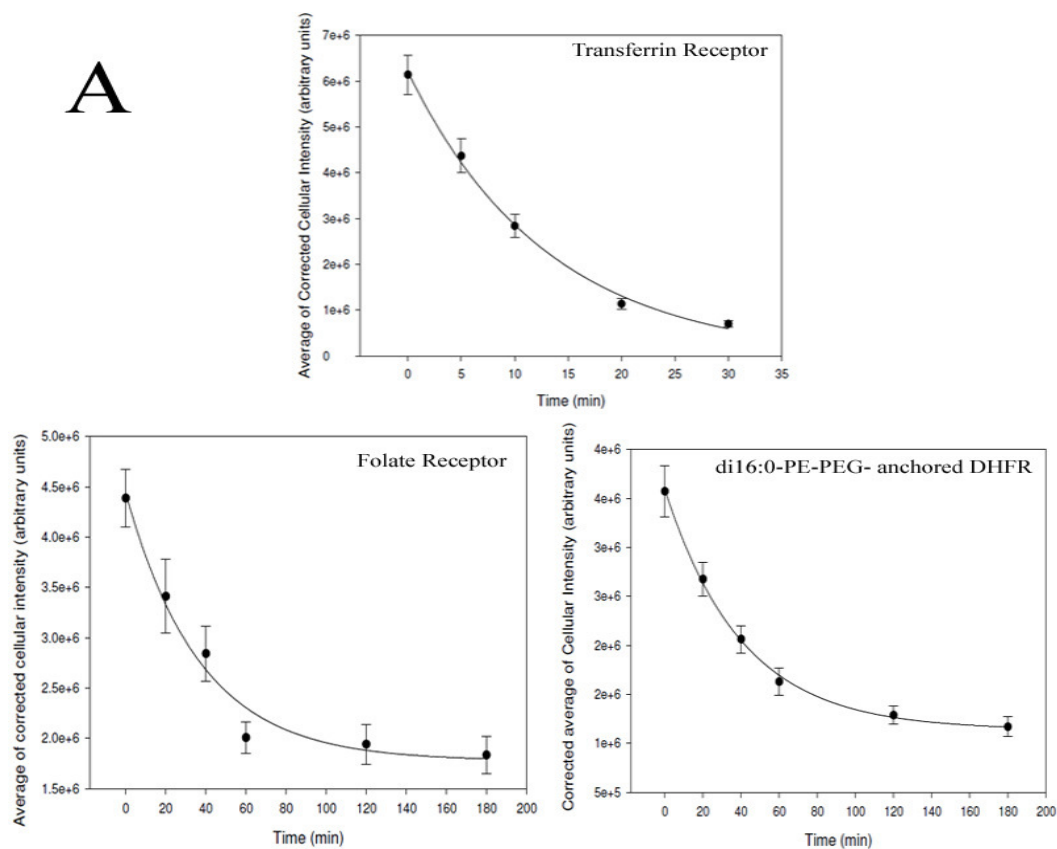 A
Transferrin Receptor
Average of Corrected Cellular Intensity (arbitrary units)
7e+6
6e+6
5e+6
4e+6
3e+6
2e+6
1e+6
0
0 5 10 15 20 25 30 35
Time (min)
Folate Receptor
Average of corrected cellular intensity (arbitrary units)
5.0e+6
4.5e+6
4.0e+6
3.5e+6
3.0e+6
2.5e+6
2.0e+6
1.5e+6
0 20 40 60 80 100 120 140 160 180 200
Time (min)
di16:0-PE-PEG- anchored DHFR
Corrected average of Cellular Intensity (arbitrary units)
4e+6
4e+6
3e+6
3e+6
2e+6
2e+6
1e+6
5e+5
0 20 40 60 80 100 120 140 160 180 200
Time (min)